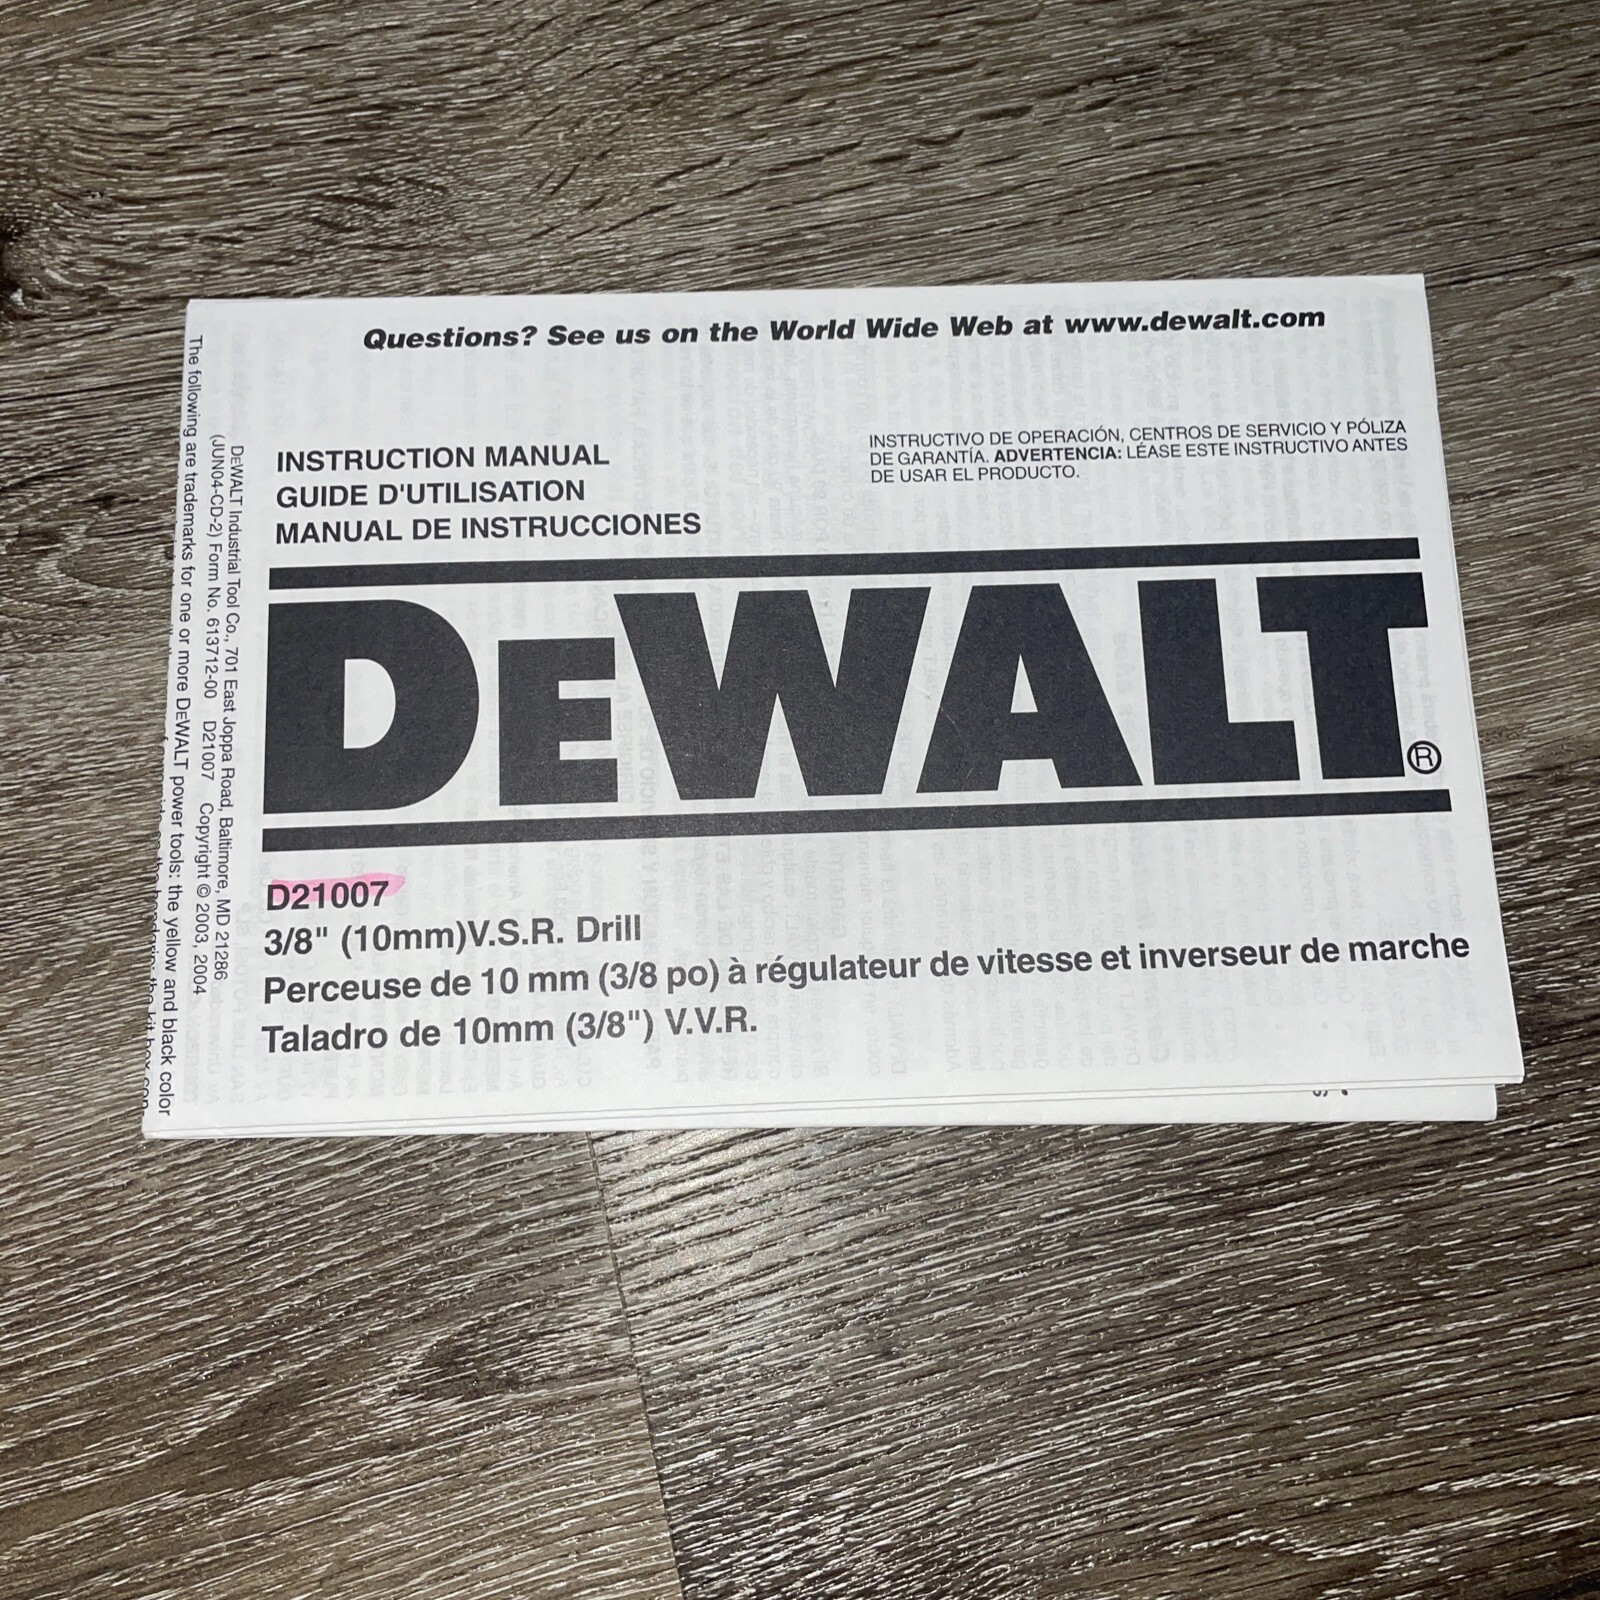 Questions? See us on the World Wide Web at www.dewalt.com
INSTRUCTION MANUAL
GUIDE D'UTILISATION
MANUAL DE INSTRUCCIONES
INSTRUCTIVO DE OPERACIÓN, CENTROS DE SERVICIO Y PÓLIZA
DE GARANTÍA. ADVERTENCIA: LÉASE ESTE INSTRUCTIVO ANTES
DE USAR EL PRODUCTO.
DEWALT®
D21007
3/8" (10mm)V.S.R. Drill
Perceuse de 10 mm (3/8 po) à régulateur de vitesse et inverseur de marche
Taladro de 10mm (3/8") V.V.R.
DEWALT Industrial Tool Co., 701 East Joppa Road, Baltimore, MD 21286
(JUN04-CD-2) Form No. 613712-00 D21007 Copyright © 2003, 2004
The following are trademarks for one or more DEWALT power tools: the yellow and black color